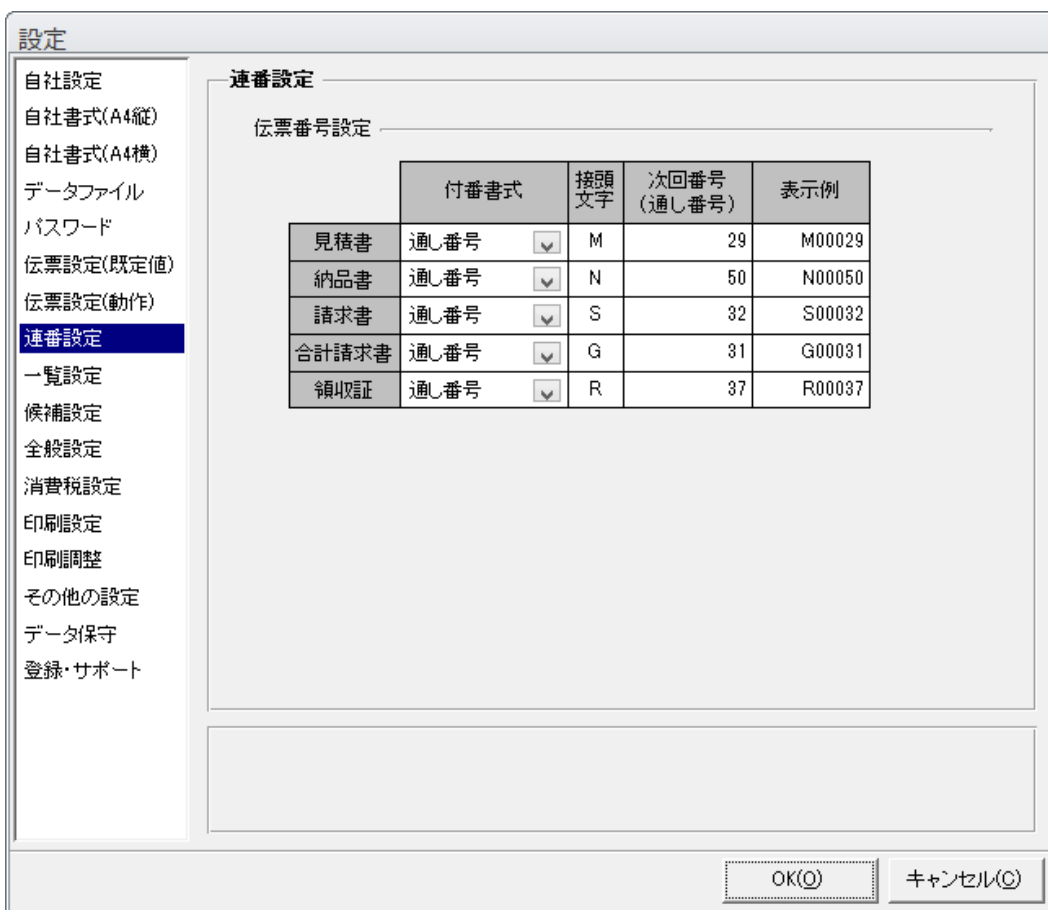 設定
自社設定
自社書式(A4縦)
自社書式(A4横)
データファイル
パスワード
伝票設定(既定値)
伝票設定(動作)
連番設定
一覧設定
候補設定
全般設定
消費税設定
印刷設定
印刷調整
その他の設定
データ保守
登録・サポート
連番設定
伝票番号設定
付番書式 接頭文字 次回番号(通し番号) 表示例
見積書 通し番号 M 29 M00029
納品書 通し番号 N 50 N00050
請求書 通し番号 S 32 S00032
合計請求書 通し番号 G 31 G00031
領収証 通し番号 R 37 R00037
OK(O) キャンセル(C)